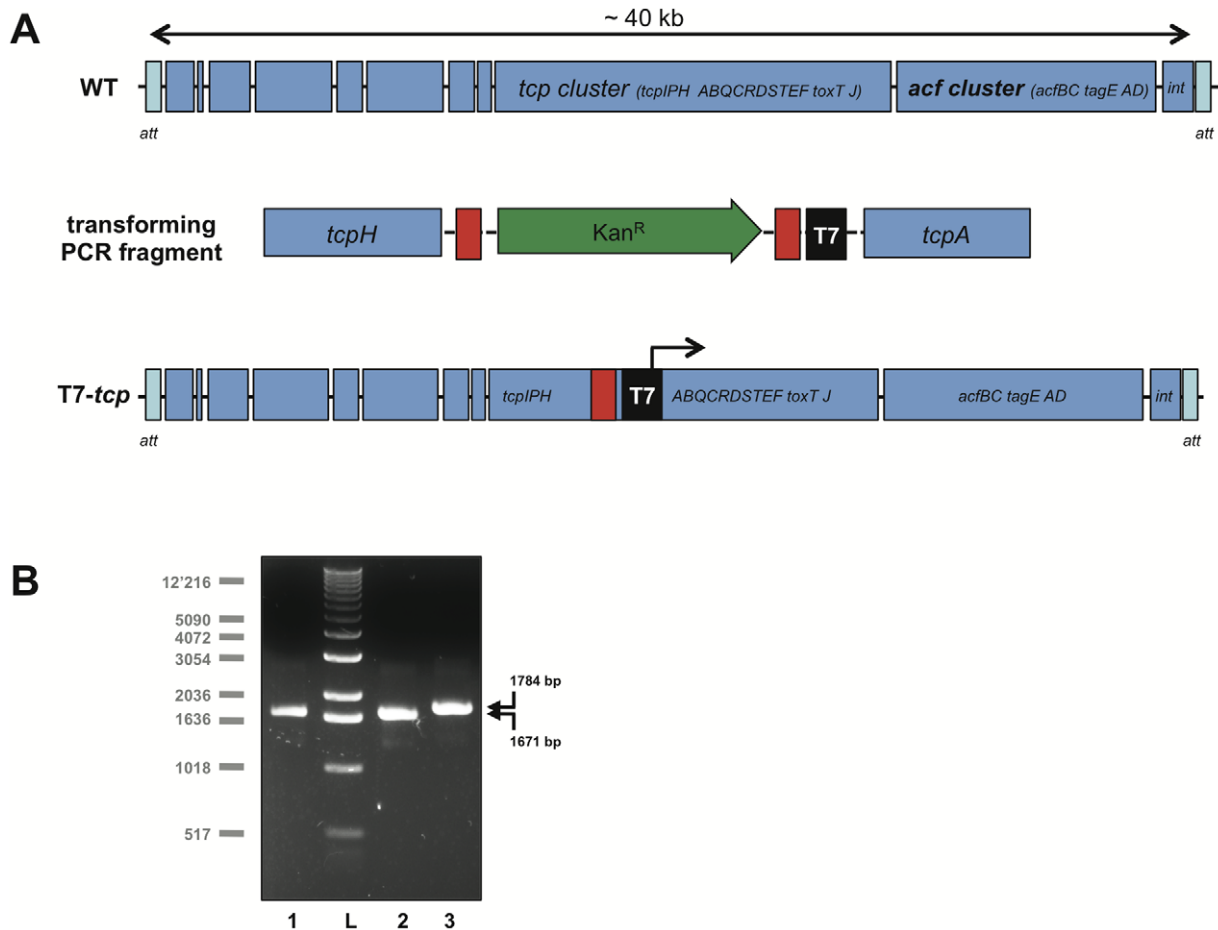 A
~ 40 kb
WT
tcp cluster (tcpIPH ABQCRDSTEF toxT J)
acf cluster (acfBC tagE AD)
int
att
att
transforming
PCR fragment
tcpH
KanR
T7
tcpA
T7-tcp
tcpIPH
T7
ABQCRDSTEF toxT J
acfBC tagE AD
int
att
att
B
12'216
5090
4072
3054
2036
1636
1018
517
1784 bp
1671 bp
1 L 2 3